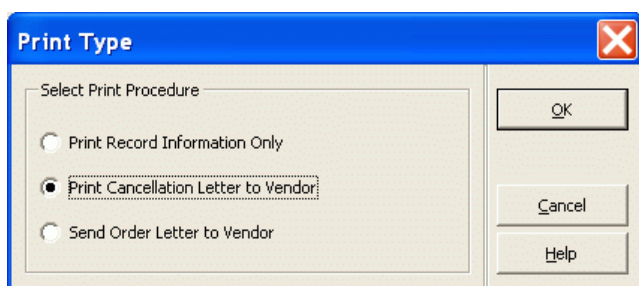 Print Type
Select Print Procedure
Print Record Information Only
Print Cancellation Letter to Vendor
Send Order Letter to Vendor
OK
Cancel
Help